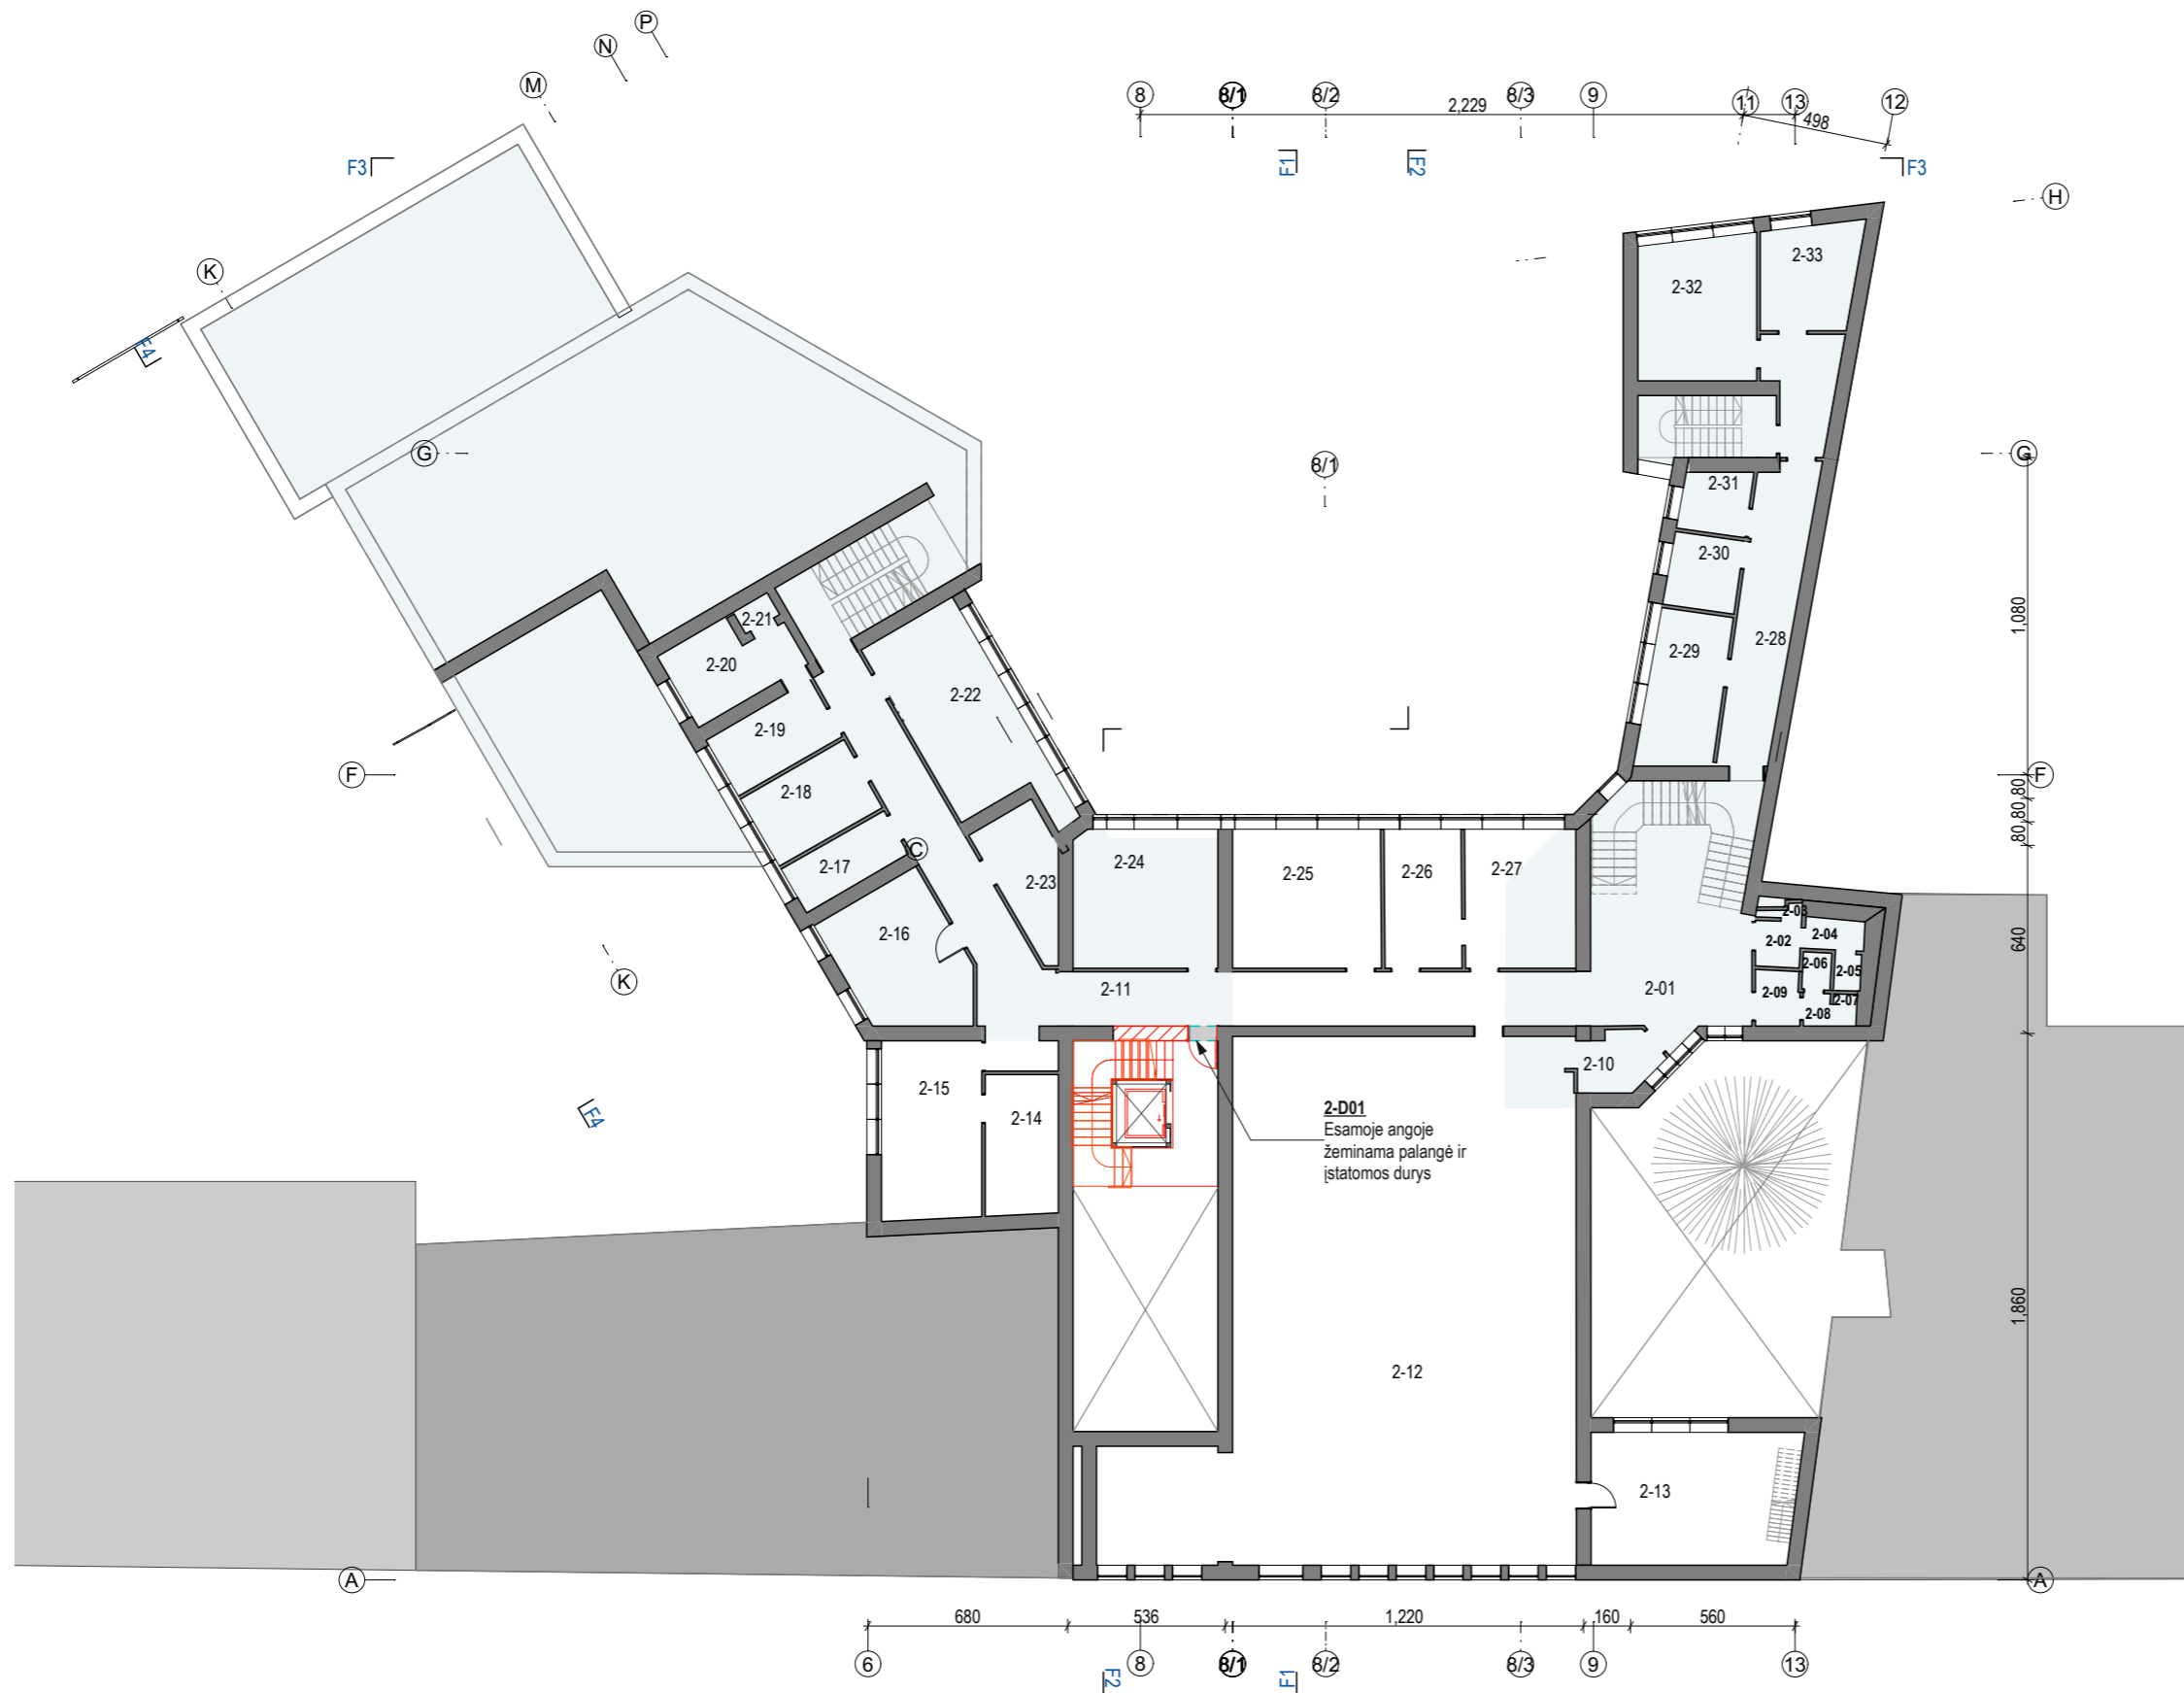 P
N
M
8
8/1
8/2
2,229
8/3
9
11
13
498
12
F3
F1
F2
F3
H
K
2-33
2-32
F4
G
8/1
G
2-31
2-30
2-21
2-28
2-20
2-29
1,080
2-22
2-19
F
F
2-18
80
80
80
C
2-24
2-25
2-26
2-27
2-17
2-23
2-03
2-16
2-02
2-04
640
2-06
2-05
K
2-11
2-01
2-09
2-07
2-08
2-10
2-15
2-14
F4
2-D01
Esamoje angoje
žeminama palangė ir
įstatomos durys
1,860
2-12
2-13
A
A
680
536
1,220
160
560
6
8
8/1
8/2
8/3
9
13
F2
F1